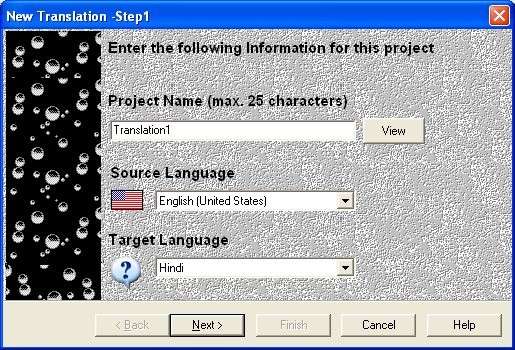 New Translation -Step1
Enter the following Information for this project
Project Name (max. 25 characters)
Translation1
View
Source Language
English (United States)
Target Language
Hindi
< Back Next > Finish Cancel Help